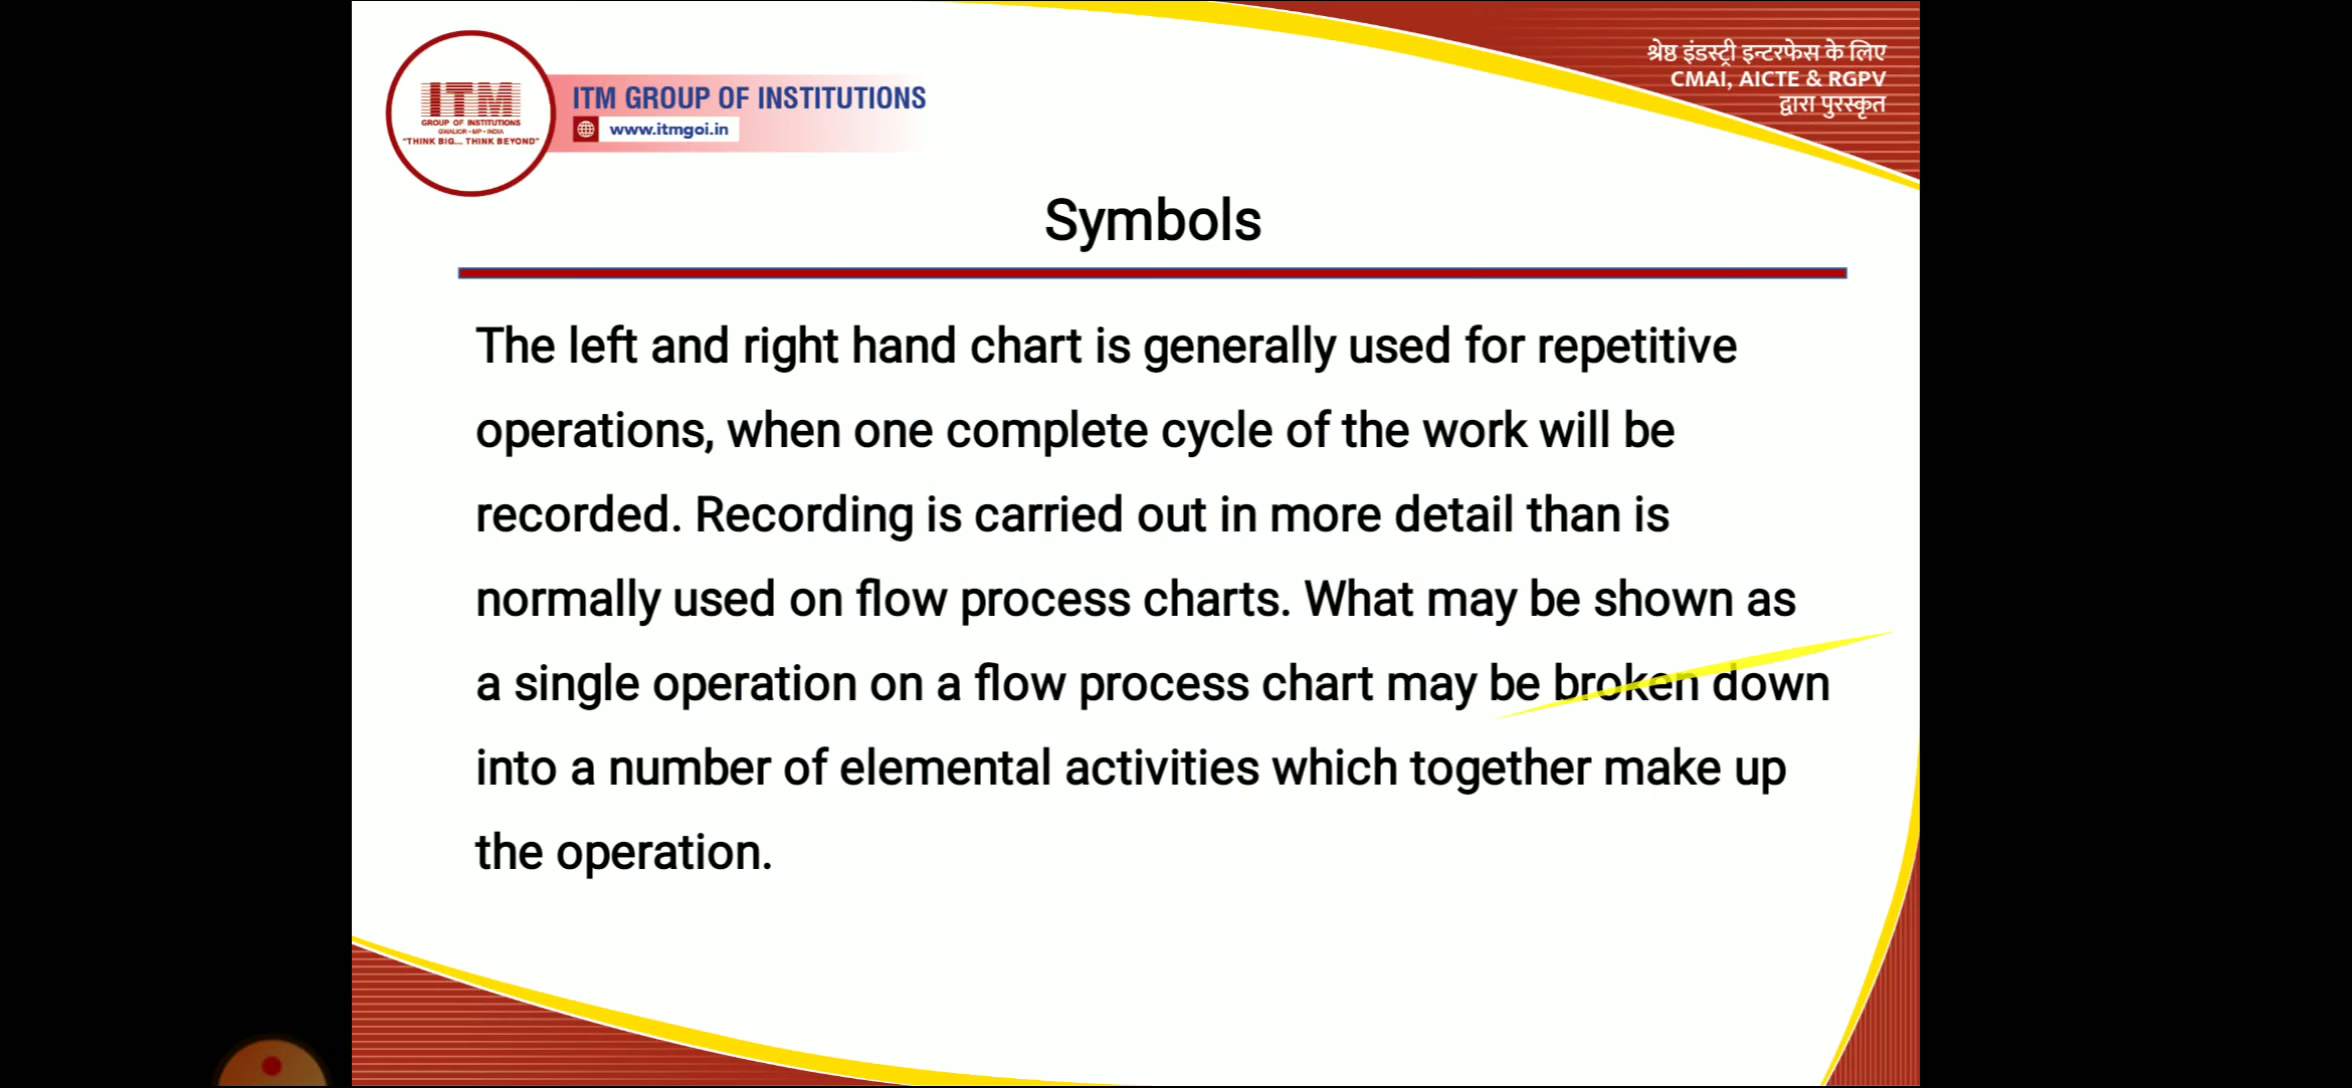 ITM
GROUP OF INSTITUTIONS
GWALIOR - MP - INDIA
"THINK BIG... THINK BEYOND"
ITM GROUP OF INSTITUTIONS
www.itmgoi.in
श्रेष्ठ इंडस्ट्री इन्टरफेस के लिए
CMAI, AICTE & RGPV
द्वारा पुरस्कृत
Symbols
The left and right hand chart is generally used for repetitive
operations, when one complete cycle of the work will be
recorded. Recording is carried out in more detail than is
normally used on flow process charts. What may be shown as
a single operation on a flow process chart may be broken down
into a number of elemental activities which together make up
the operation.